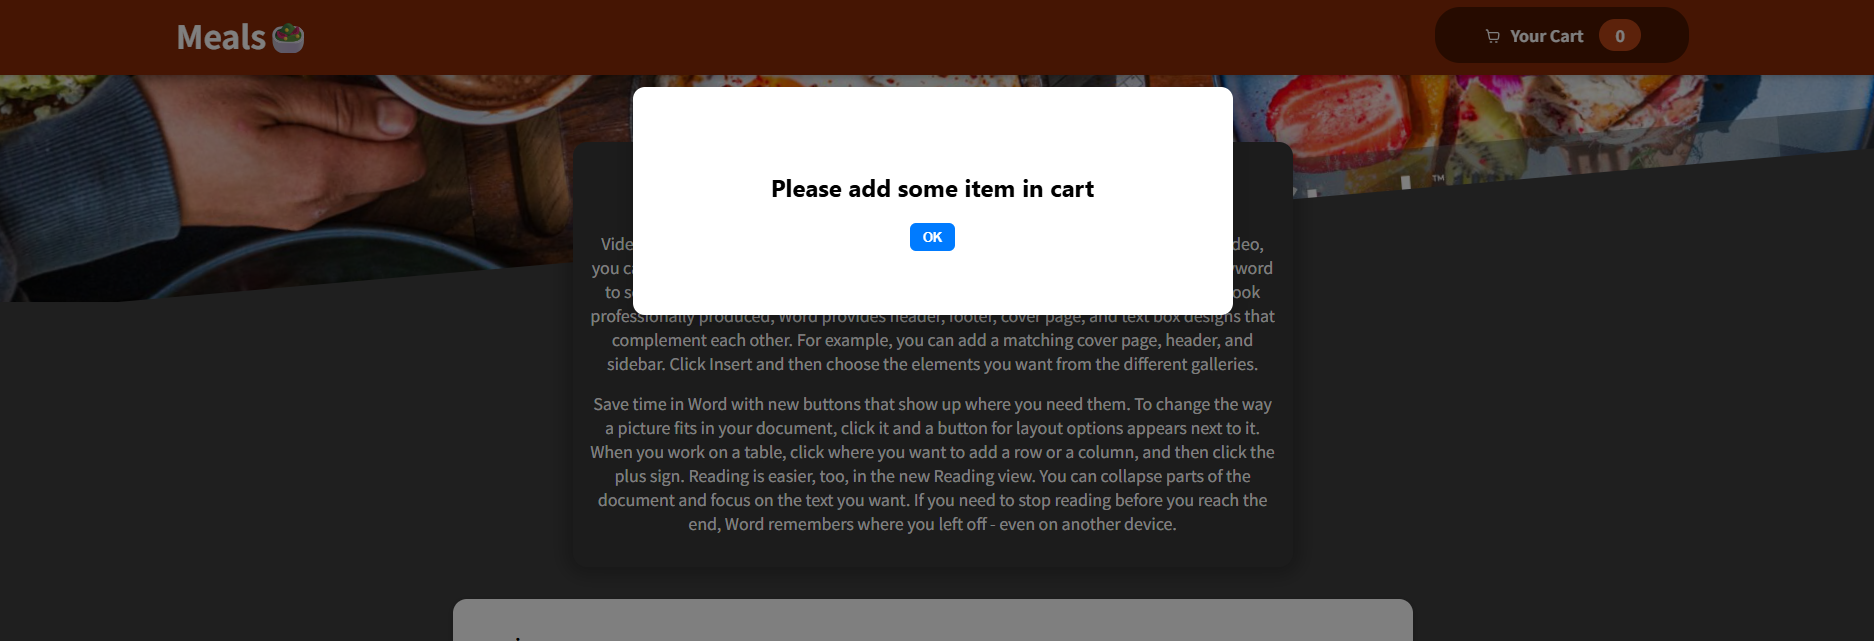 Meals
Your Cart 0
Please add some item in cart
OK
deo,
you
word
to
ook
professionally produced, Word provides header, footer, cover page, and text box designs that
complement each other. For example, you can add a matching cover page, header, and
sidebar. Click Insert and then choose the elements you want from the different galleries.
Save time in Word with new buttons that show up where you need them. To change the way
a picture fits in your document, click it and a button for layout options appears next to it.
When you work on a table, click where you want to add a row or a column, and then click the
plus sign. Reading is easier, too, in the new Reading view. You can collapse parts of the
document and focus on the text you want. If you need to stop reading before you reach the
end, Word remembers where you left off - even on another device.